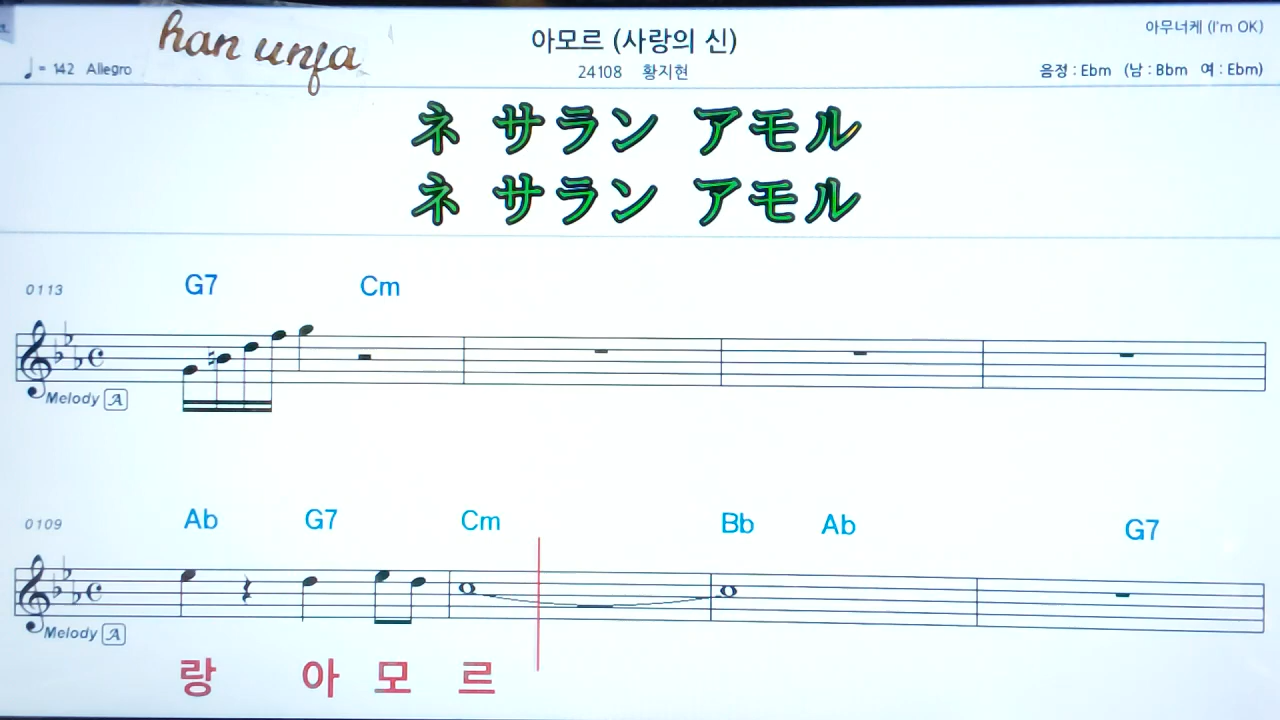 han unja
아모르 (사랑의 신)
아무너케 (I'm OK)
♩= 142 Allegro
24108 황지현
음정 : Ebm (남 : Bbm 여 : Ebm)
ネ サラン アモル
ネ サラン アモル
0113 G7 Cm
Melody A
0109 Ab G7 Cm Bb Ab G7
Melody A
랑 아 모 르